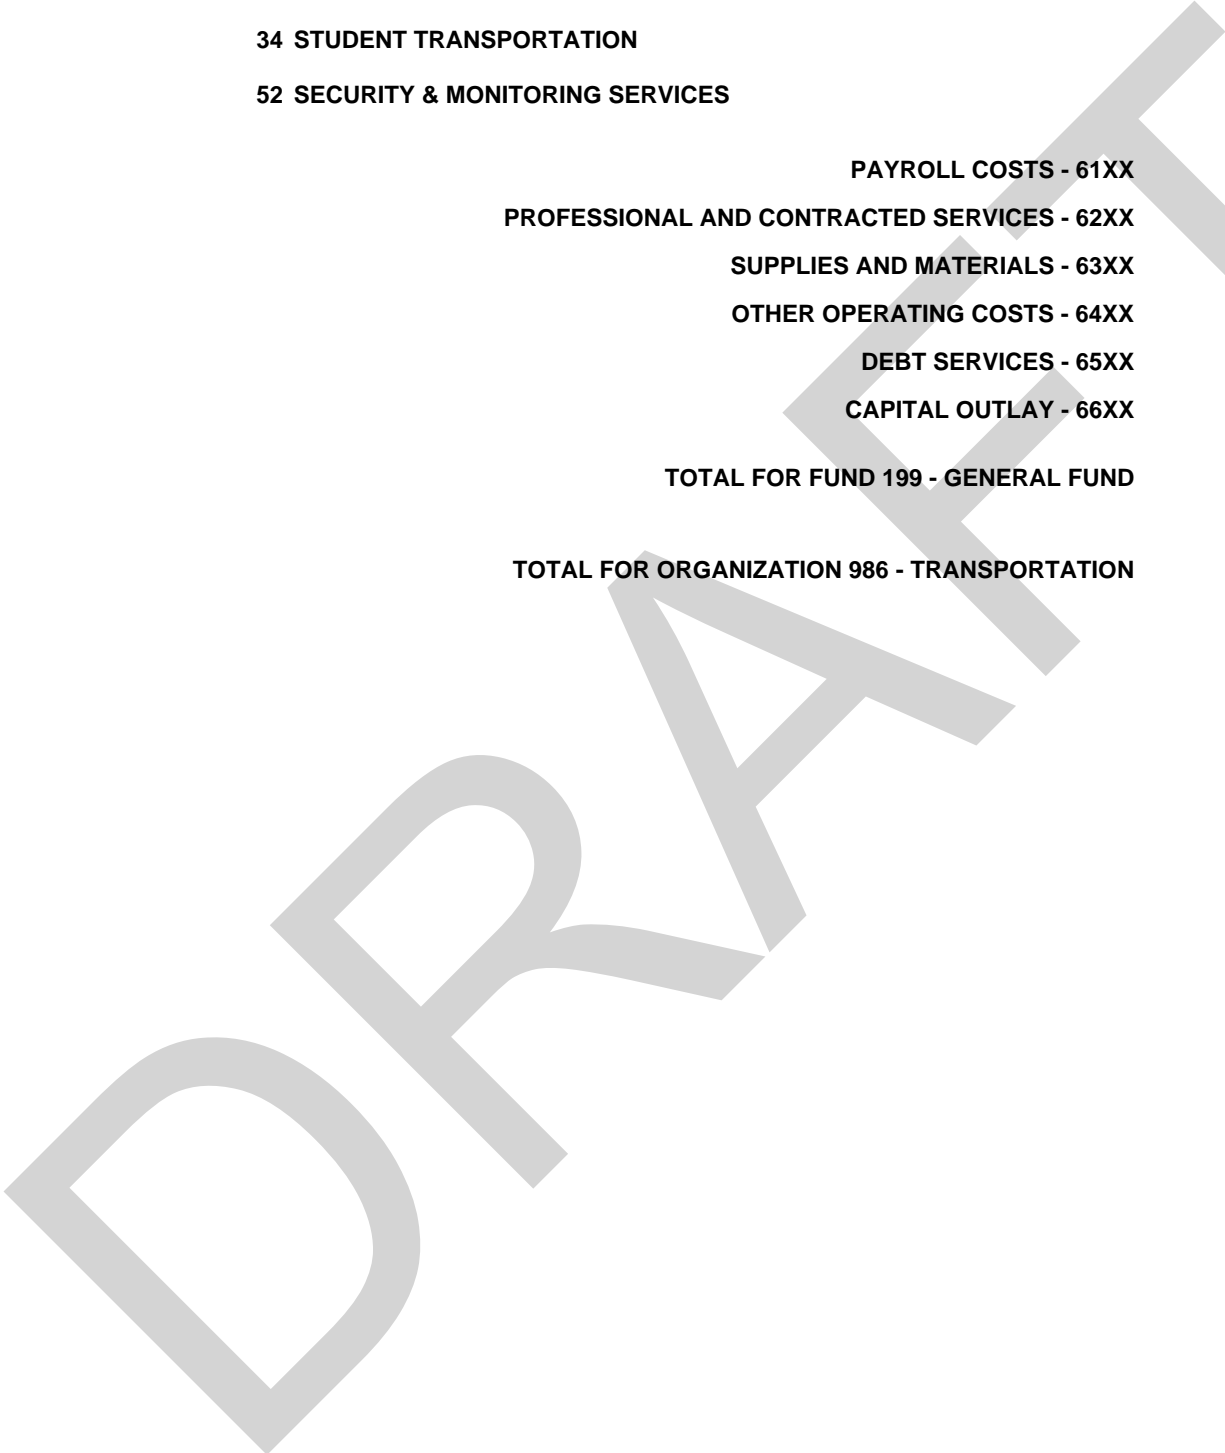 34 STUDENT TRANSPORTATION
52 SECURITY & MONITORING SERVICES
PAYROLL COSTS - 61XX
PROFESSIONAL AND CONTRACTED SERVICES - 62XX
SUPPLIES AND MATERIALS - 63XX
OTHER OPERATING COSTS - 64XX
DEBT SERVICES - 65XX
CAPITAL OUTLAY - 66XX
TOTAL FOR FUND 199 - GENERAL FUND
TOTAL FOR ORGANIZATION 986 - TRANSPORTATION
DRAFT